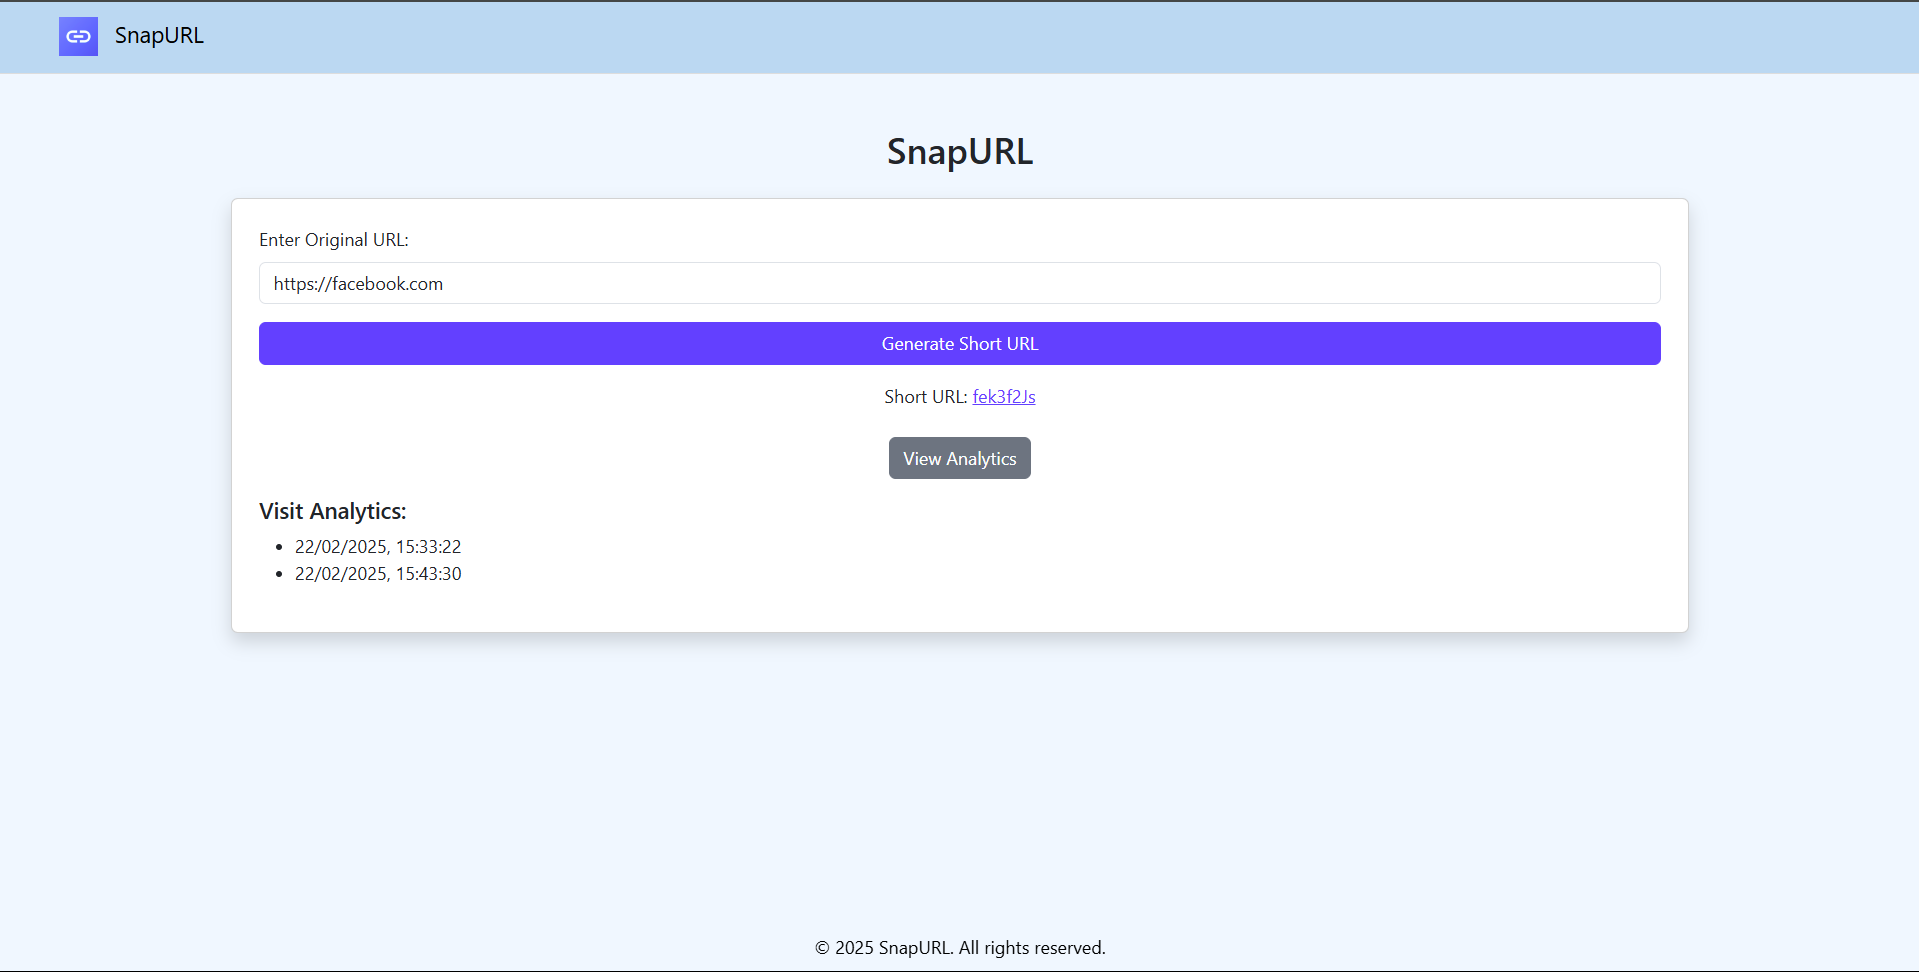 SnapURL
SnapURL
Enter Original URL:
https://facebook.com
Generate Short URL
Short URL: fek3f2Js
View Analytics
Visit Analytics:
• 22/02/2025, 15:33:22
• 22/02/2025, 15:43:30
© 2025 SnapURL. All rights reserved.